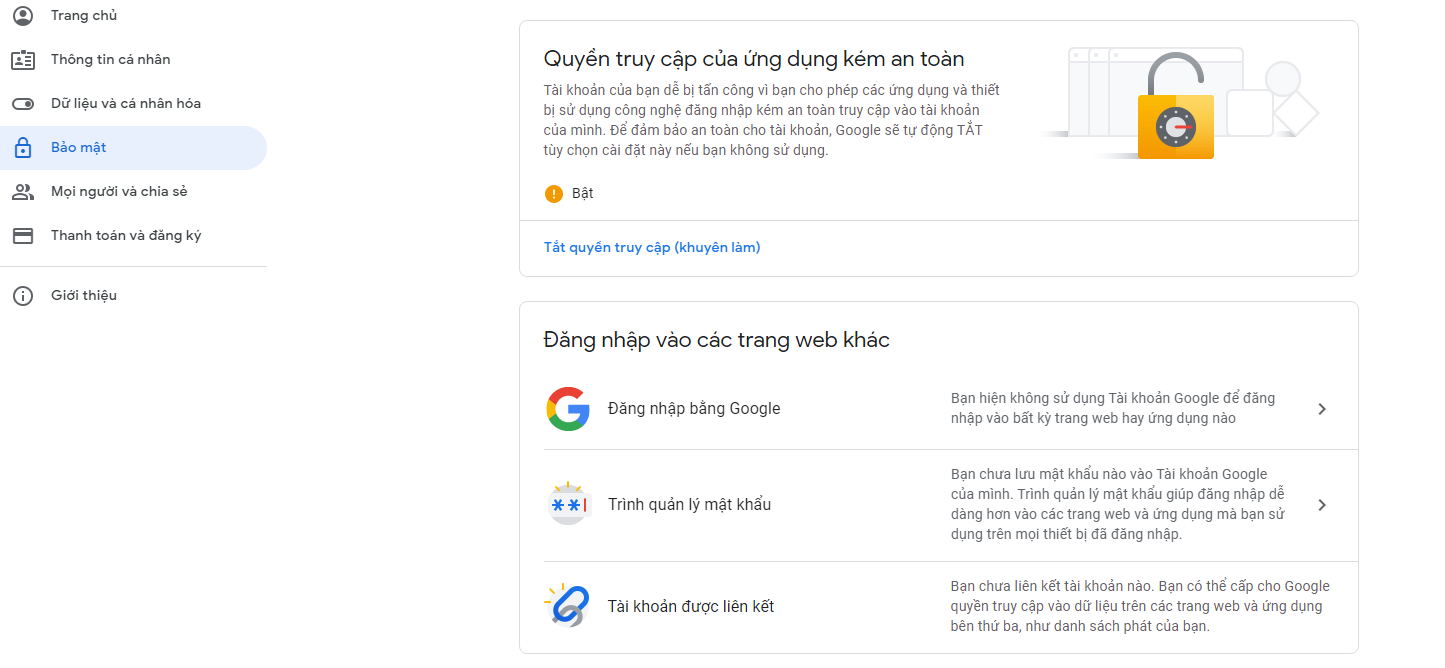 Trang chủ
Thông tin cá nhân
Dữ liệu và cá nhân hóa
Bảo mật
Mọi người và chia sẻ
Thanh toán và đăng ký
Giới thiệu
Quyền truy cập của ứng dụng kém an toàn
Tài khoản của bạn dễ bị tấn công vì bạn cho phép các ứng dụng và thiết
bị sử dụng công nghệ đăng nhập kém an toàn truy cập vào tài khoản
của mình. Để đảm bảo an toàn cho tài khoản, Google sẽ tự động TẮT
tùy chọn cài đặt này nếu bạn không sử dụng.
Bật
Tắt quyền truy cập (khuyên làm)
Đăng nhập vào các trang web khác
Đăng nhập bằng Google
Bạn hiện không sử dụng Tài khoản Google để đăng
nhập vào bất kỳ trang web hay ứng dụng nào
Trình quản lý mật khẩu
Bạn chưa lưu mật khẩu nào vào Tài khoản Google
của mình. Trình quản lý mật khẩu giúp đăng nhập dễ
dàng hơn vào các trang web và ứng dụng mà bạn sử
dụng trên mọi thiết bị đã đăng nhập.
Tài khoản được liên kết
Bạn chưa liên kết tài khoản nào. Bạn có thể cấp cho Google
quyền truy cập vào dữ liệu trên các trang web và ứng dụng
bên thứ ba, như danh sách phát của bạn.